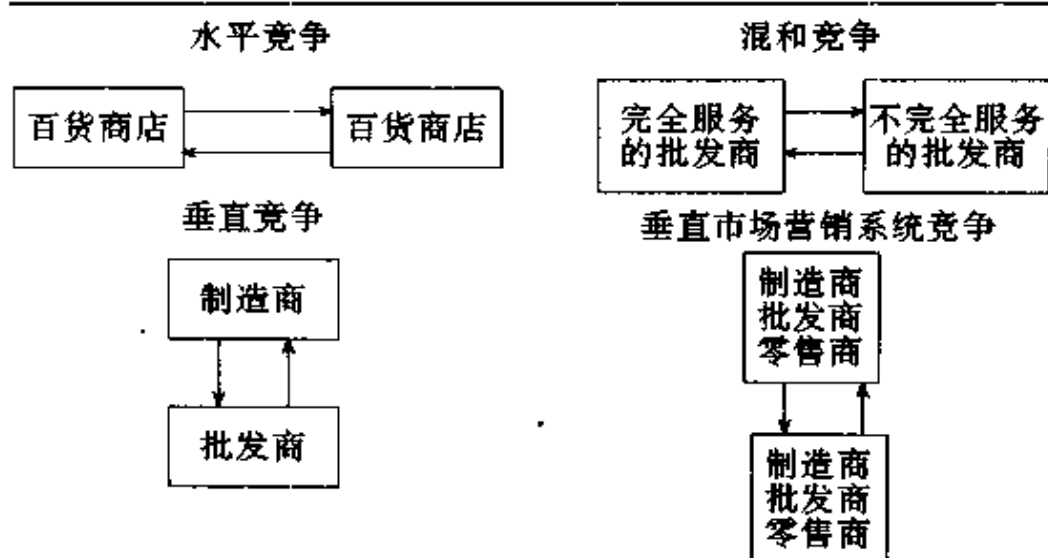 水平竞争
混和竞争
百货商店
百货商店
完全服务
的批发商
不完全服务
的批发商
垂直竞争
垂直市场营销系统竞争
制造商
批发商
制造商
批发商
零售商
制造商
批发商
零售商